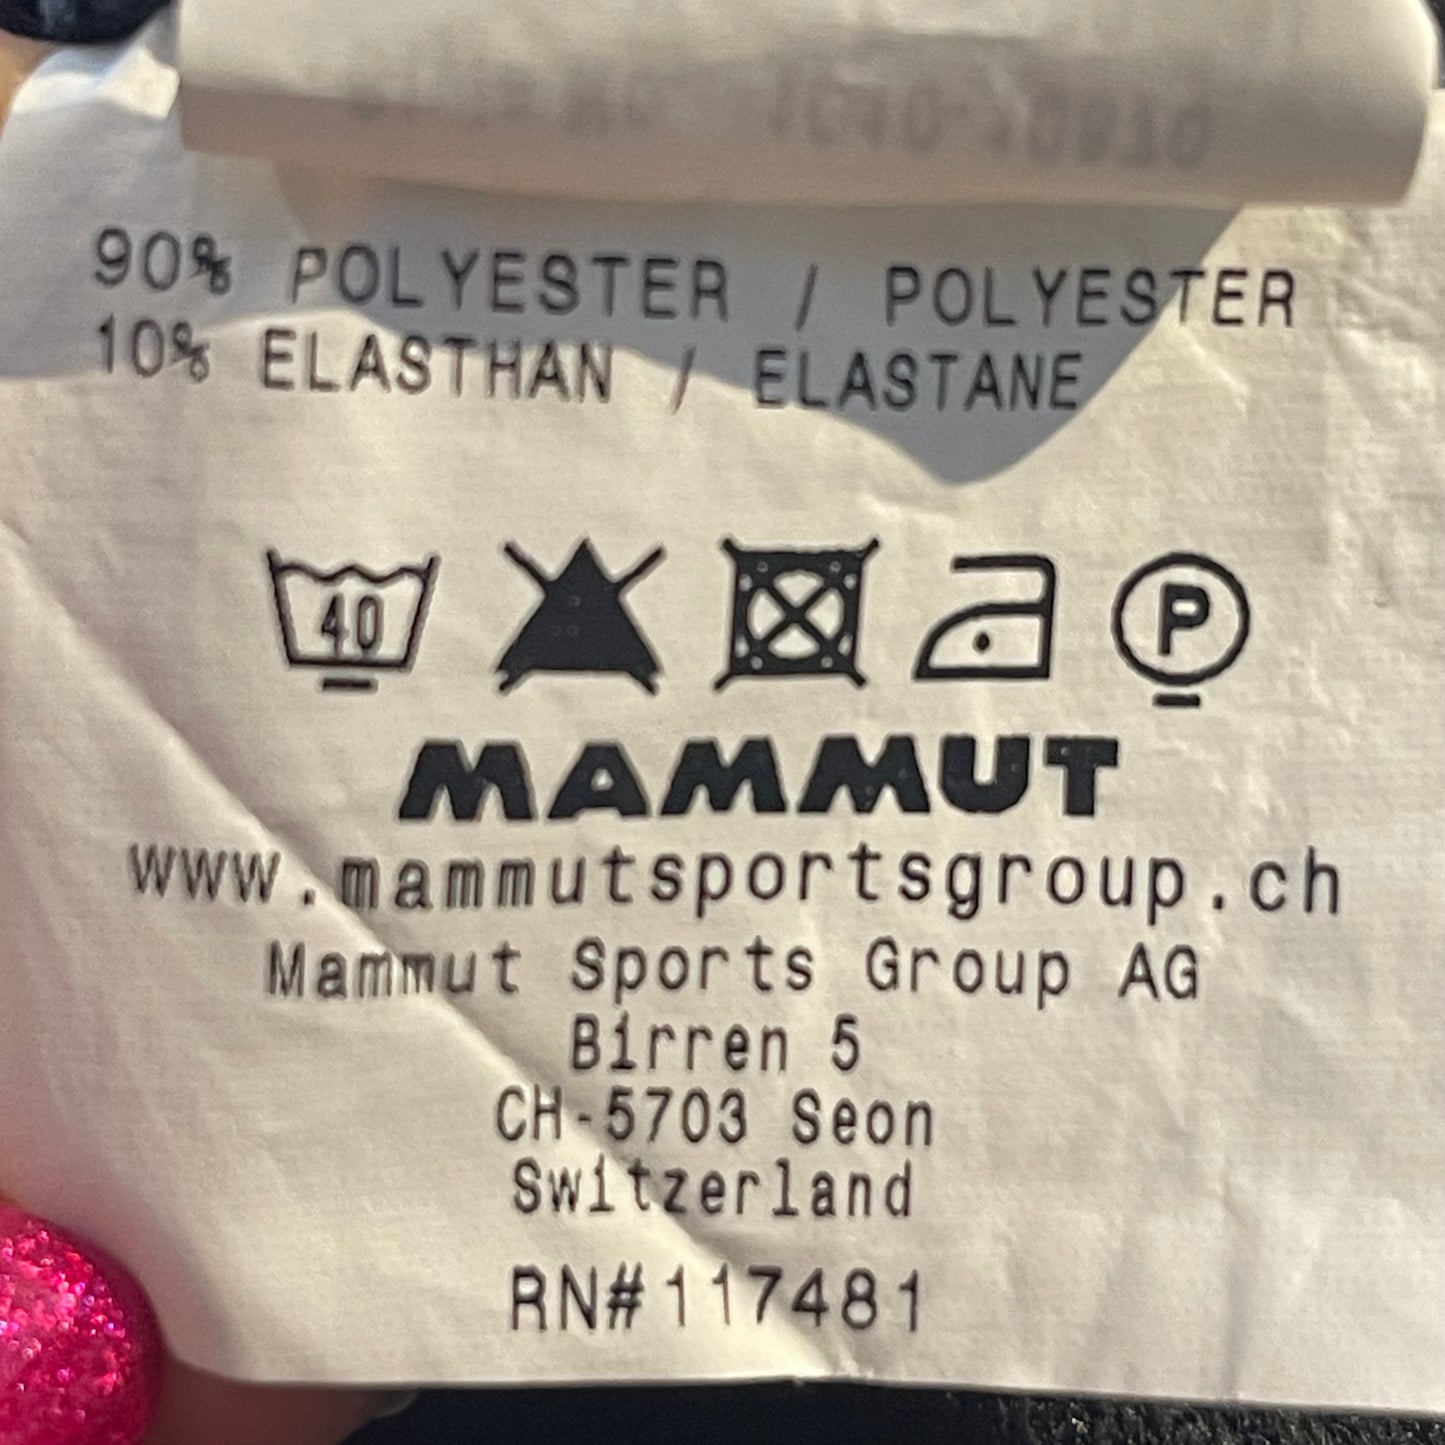 90% POLYESTER / POLYESTER
10% ELASTHAN / ELASTANE
40
P
MAMMUT
www.mammutsportsgroup.ch
Mammut Sports Group AG
Birren 5
CH-5703 Seon
Switzerland
RN#117481